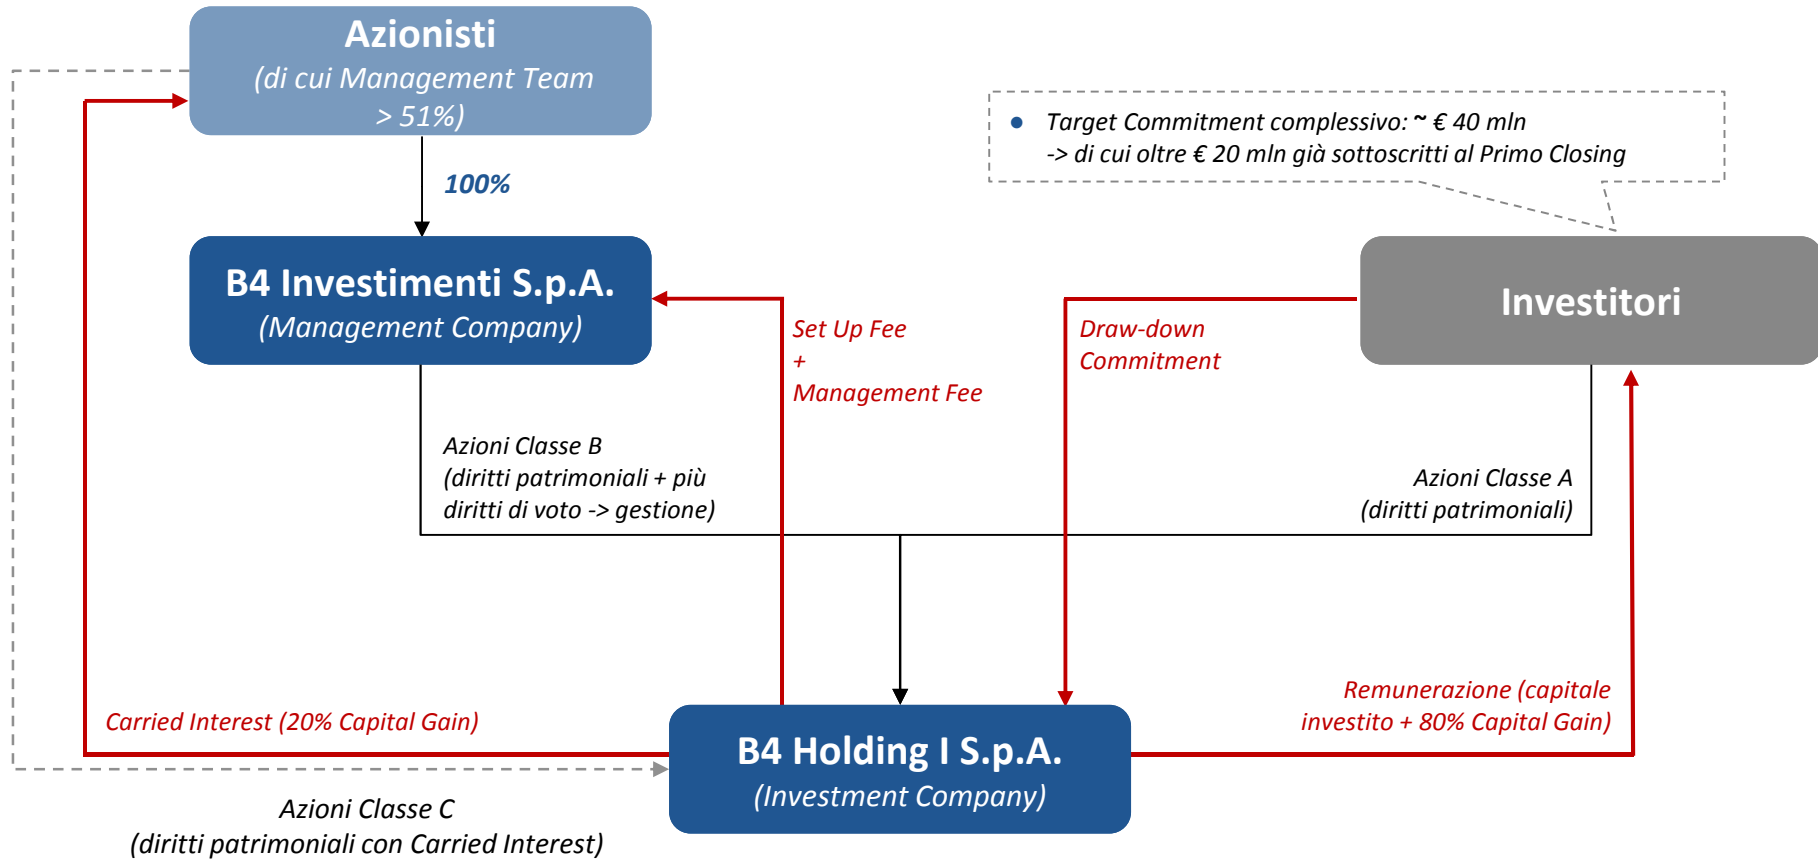 Azionisti
(di cui Management Team
> 51%)
● Target Commitment complessivo: ~ € 40 mln
-> di cui oltre € 20 mln già sottoscritti al Primo Closing
100%
B4 Investimenti S.p.A.
(Management Company)
Investitori
Set Up Fee
+
Management Fee
Draw-down
Commitment
Azioni Classe B
(diritti patrimoniali + più
diritti di voto -> gestione)
Azioni Classe A
(diritti patrimoniali)
Carried Interest (20% Capital Gain)
Remunerazione (capitale
investito + 80% Capital Gain)
B4 Holding I S.p.A.
(Investment Company)
Azioni Classe C
(diritti patrimoniali con Carried Interest)